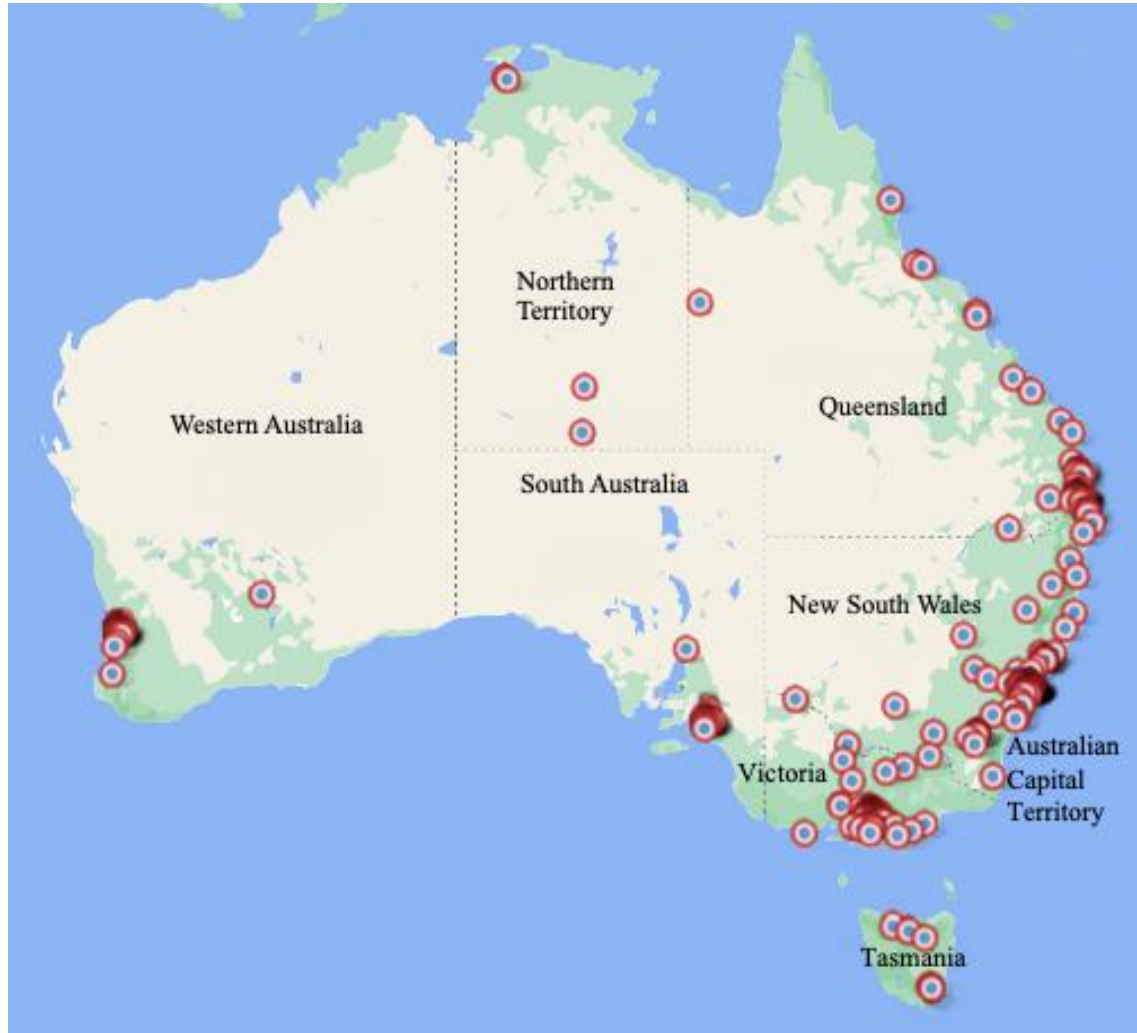 Northern
Territory
Western Australia
Queensland
South Australia
New South Wales
Victoria
Australian
Capital
Territory
Tasmania